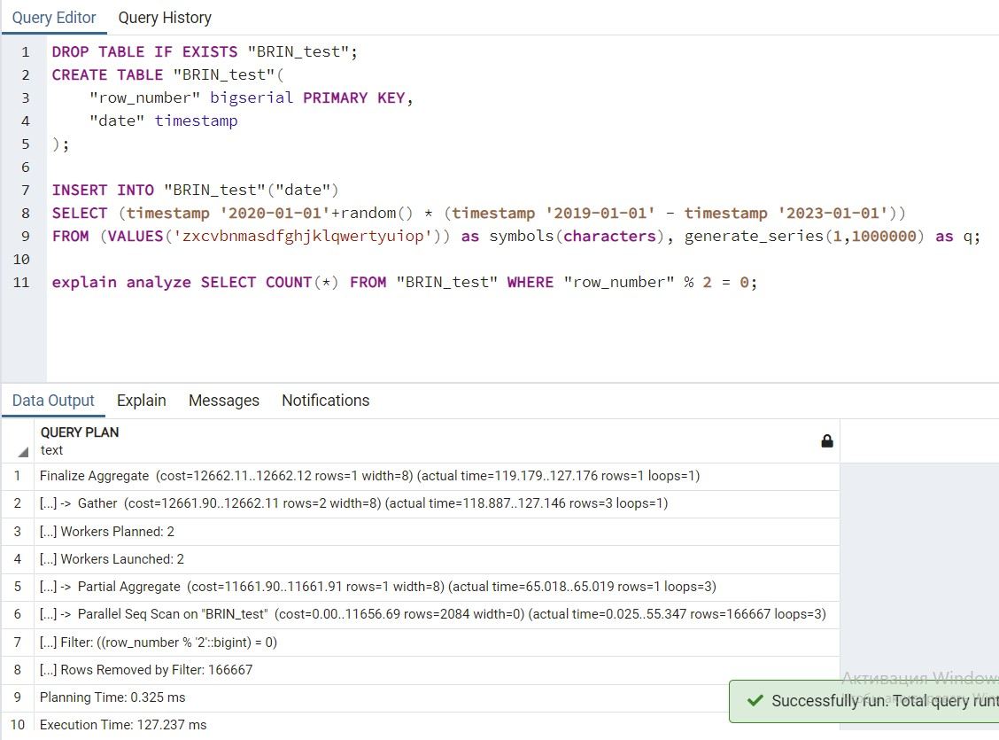 Query Editor Query History
1 DROP TABLE IF EXISTS "BRIN_test";
2 CREATE TABLE "BRIN_test"(
3 "row_number" bigserial PRIMARY KEY,
4 "date" timestamp
5 );
6
7 INSERT INTO "BRIN_test"("date")
8 SELECT (timestamp '2020-01-01'+random() * (timestamp '2019-01-01' - timestamp '2023-01-01'))
9 FROM (VALUES('zxcvbnmasdfghjklqwertyuiop')) as symbols(characters), generate_series(1,1000000) as q;
10
11 explain analyze SELECT COUNT(*) FROM "BRIN_test" WHERE "row_number" % 2 = 0;
Data Output Explain Messages Notifications
QUERY PLAN
text
1 Finalize Aggregate (cost=12662.11..12662.12 rows=1 width=8) (actual time=119.179..127.176 rows=1 loops=1)
2 [...] -> Gather (cost=12661.90..12662.11 rows=2 width=8) (actual time=118.887..127.146 rows=3 loops=1)
3 [...] Workers Planned: 2
4 [...] Workers Launched: 2
5 [...] -> Partial Aggregate (cost=11661.90..11661.91 rows=1 width=8) (actual time=65.018..65.019 rows=1 loops=3)
6 [...] -> Parallel Seq Scan on "BRIN_test" (cost=0.00..11656.69 rows=2084 width=0) (actual time=0.025..55.347 rows=166667 loops=3)
7 [...] Filter: ((row_number % '2'::bigint) = 0)
8 [...] Rows Removed by Filter: 166667
9 Planning Time: 0.325 ms
10 Execution Time: 127.237 ms
Активация Window
Successfully run. Total query runt